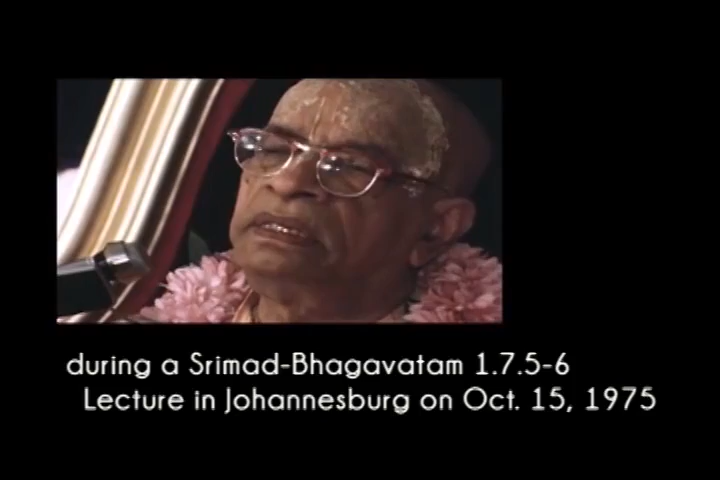 during a Srimad-Bhagavatam 1.7.5-6
Lecture in Johannesburg on Oct. 15, 1975